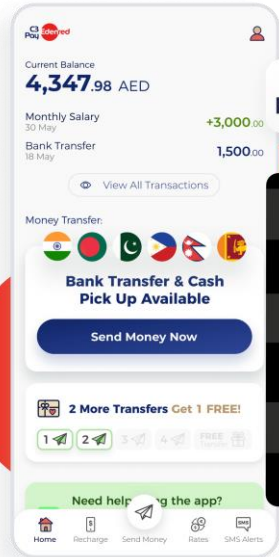 C3
Pay Edenred
Current Balance
4,347.98 AED
Monthly Salary
30 May
+3,000.00
Bank Transfer
18 May
1,500.00
View All Transactions
Money Transfer:
Bank Transfer & Cash
Pick Up Available
Send Money Now
2 More Transfers Get 1 FREE!
1 2 3 4 FREE
Need help the app?
Home Recharge Send Money Rates SMS Alerts
SMS